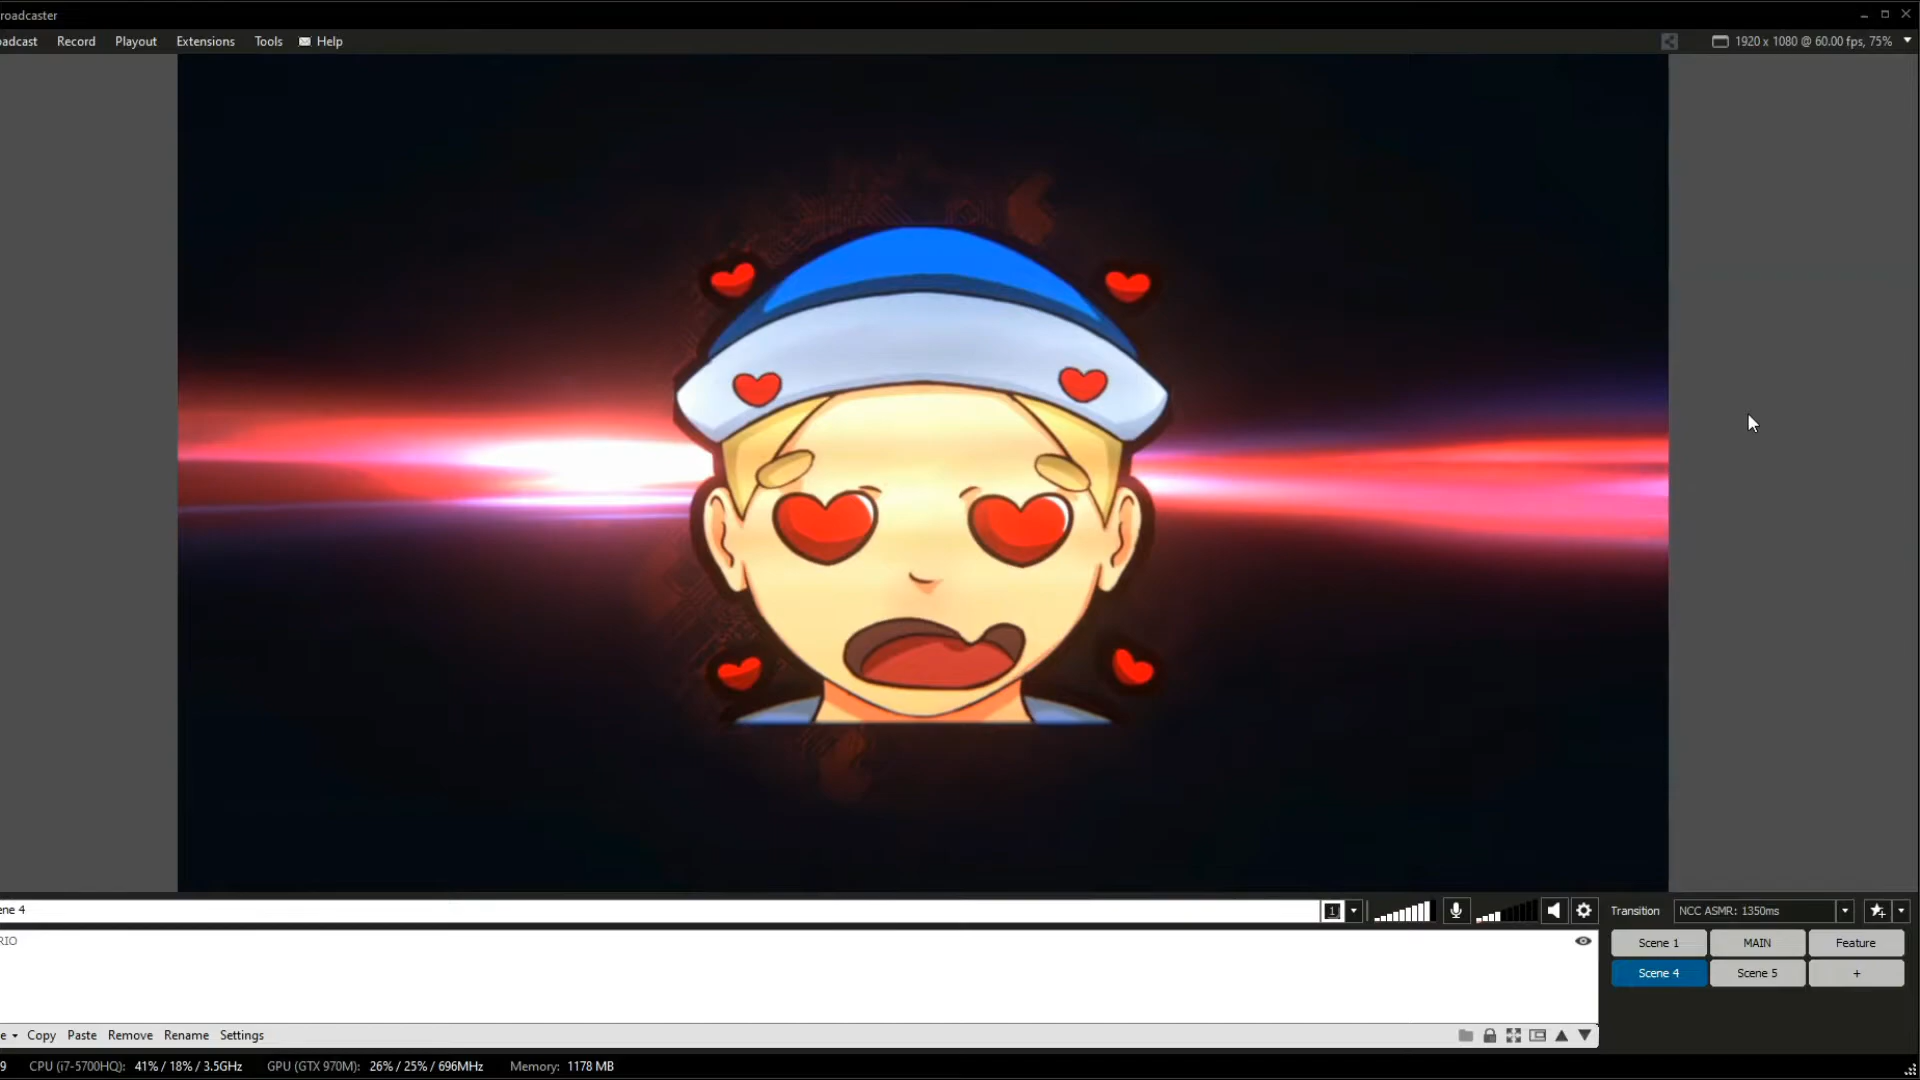 roadcaster
adcast Record Playout Extensions Tools Help
1920 x 1080 @ 60.00 fps, 75%
ene 4
1
Transition NCC ASMR: 1350ms
RIO
Scene 1 MAIN Feature
Scene 4 Scene 5 +
e Copy Paste Remove Rename Settings
9 CPU (i7-5700HQ): 41% / 18% / 3.5GHz GPU (GTX 970M): 26% / 25% / 696MHz Memory: 1178 MB